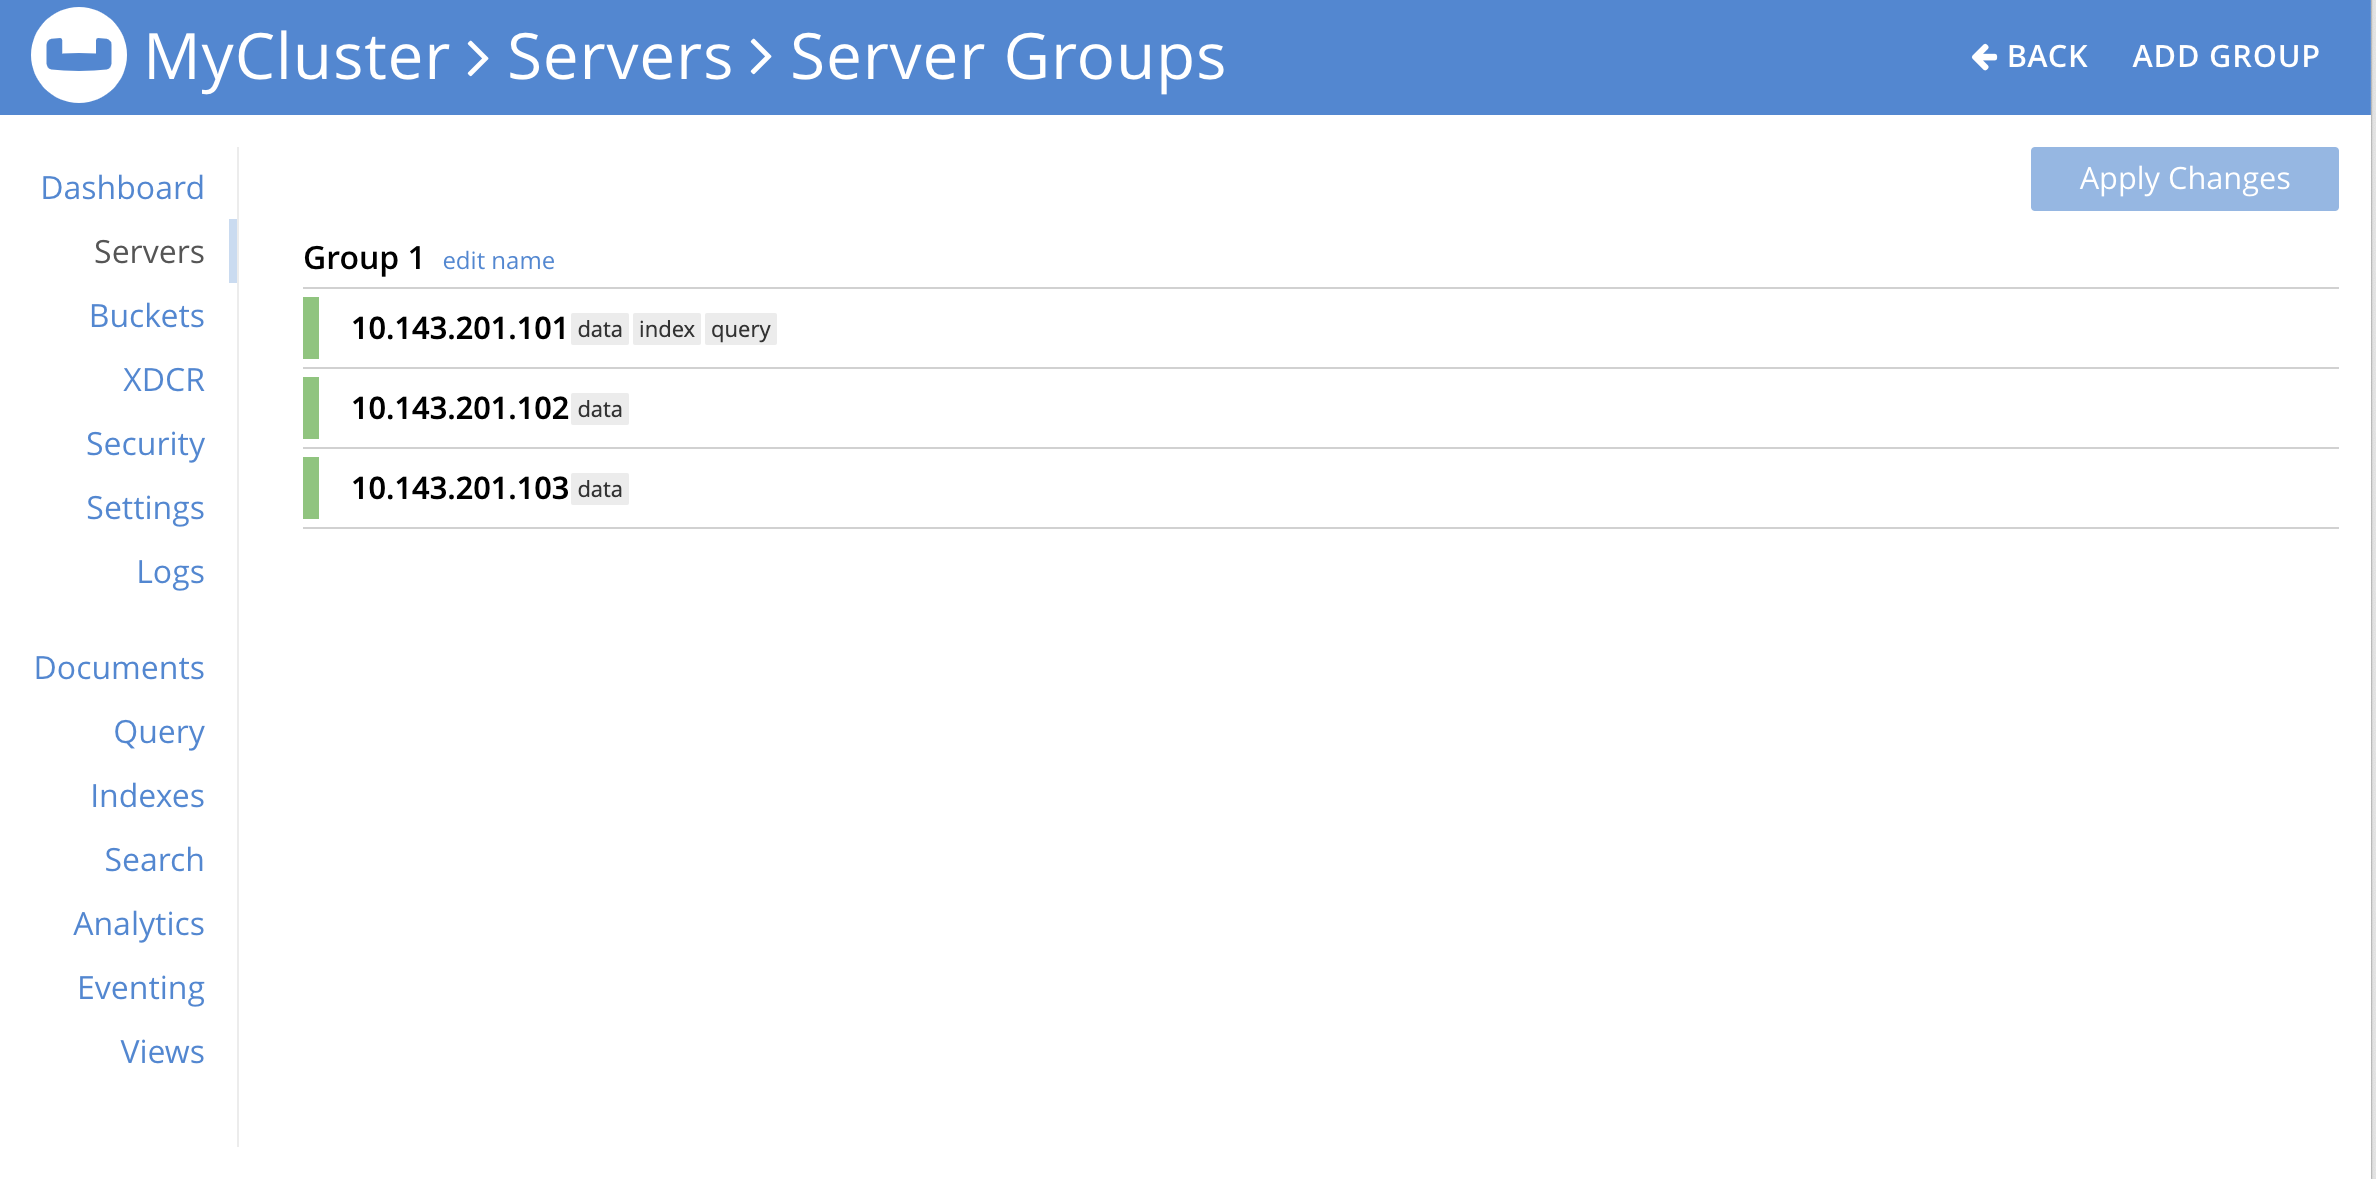 MyCluster > Servers > Server Groups
BACK ADD GROUP
Dashboard
Servers
Buckets
XDCR
Security
Settings
Logs
Documents
Query
Indexes
Search
Analytics
Eventing
Views
Apply Changes
Group 1 edit name
10.143.201.101 data index query
10.143.201.102 data
10.143.201.103 data